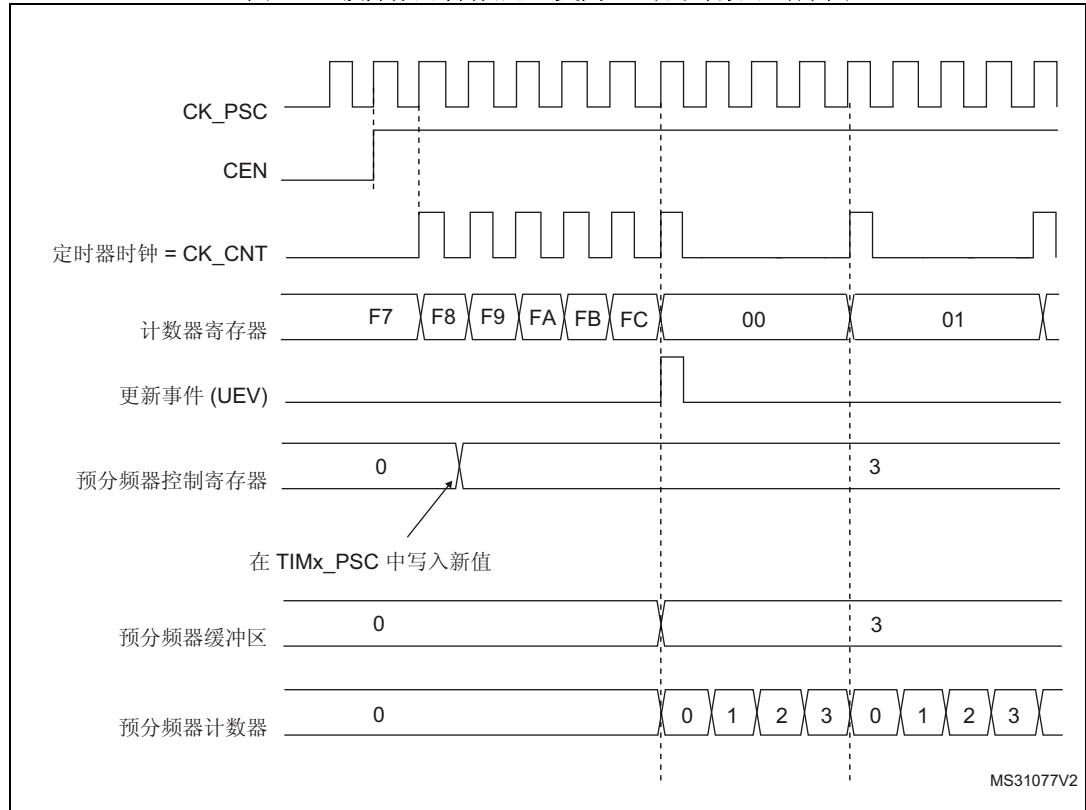 CK_PSC
CEN
定时器时钟 = CK_CNT
计数器寄存器 F7 F8 F9 FA FB FC 00 01
更新事件 (UEV)
预分频器控制寄存器 0 3
在 TIMx_PSC 中写入新值
预分频器缓冲区 0 3
预分频器计数器 0 0 1 2 3 0 1 2 3
MS31077V2